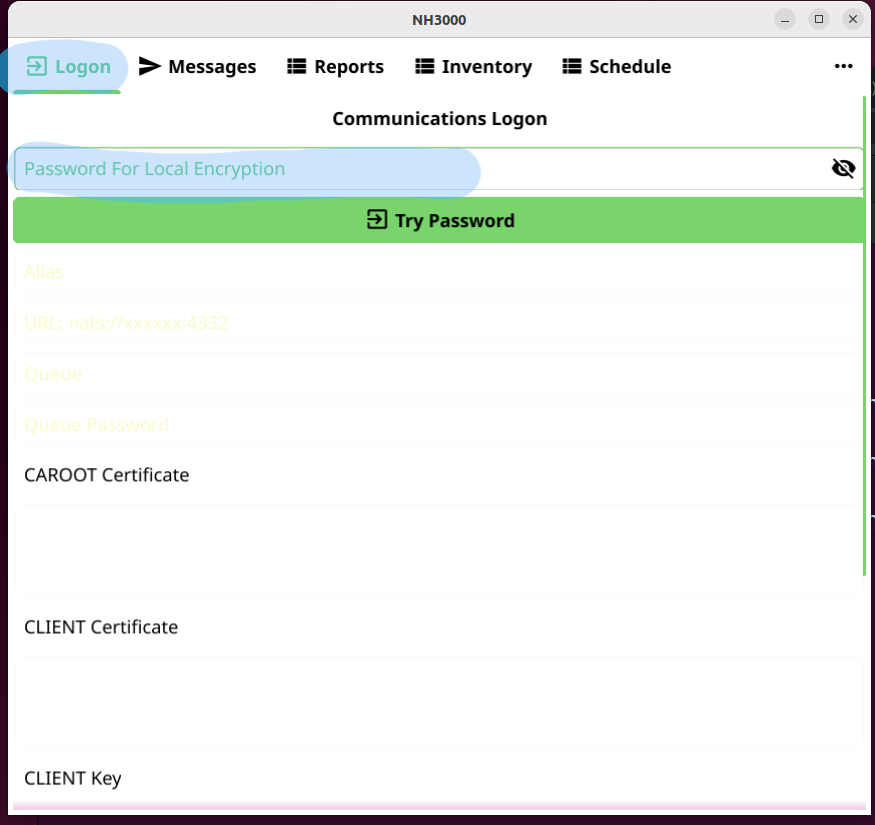 NH3000
Logon Messages Reports Inventory Schedule ...
Communications Logon
Password For Local Encryption
Try Password
Alias
URL: nats://xxxxxx:4332
Queue
Queue Password
CAROOT Certificate
CLIENT Certificate
CLIENT Key